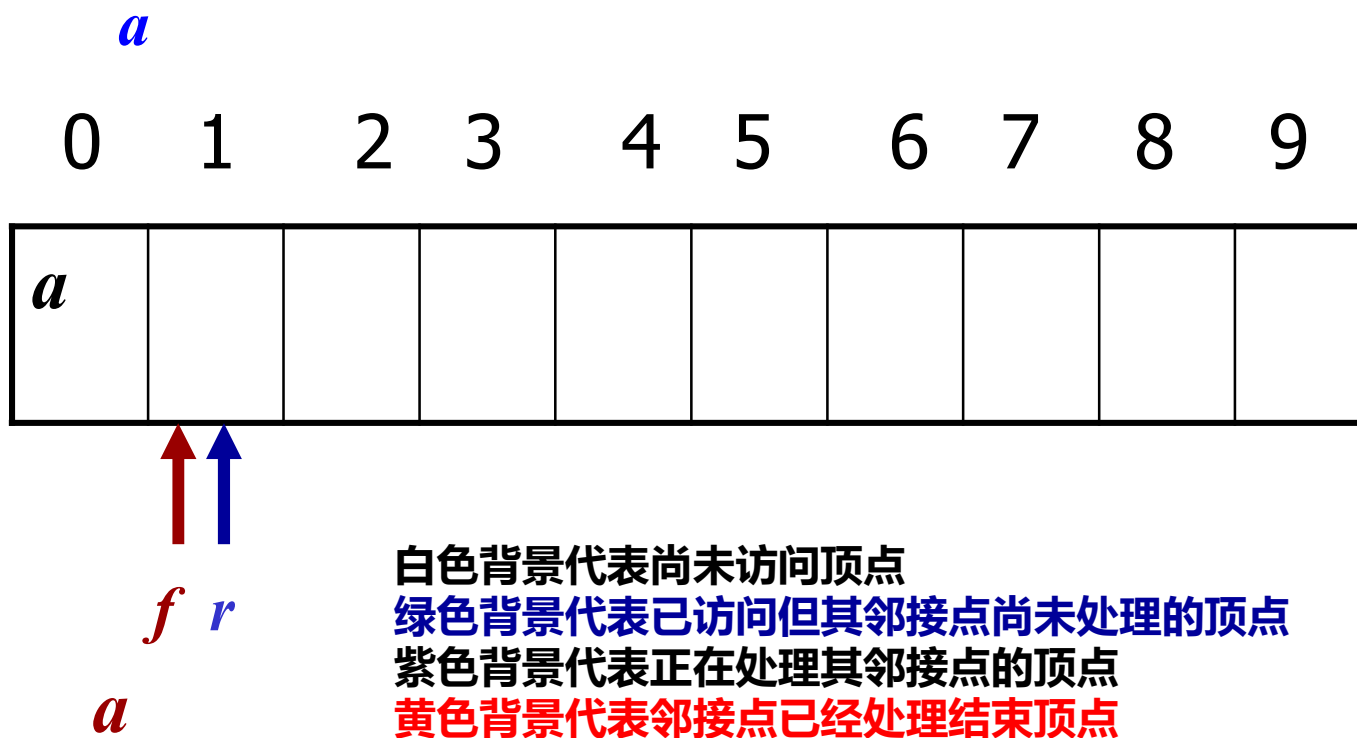 a
0 1 2 3 4 5 6 7 8 9
a
f r
白色背景代表尚未访问顶点
绿色背景代表已访问但其邻接点尚未处理的顶点
紫色背景代表正在处理其邻接点的顶点
a
黄色背景代表邻接点已经处理结束顶点